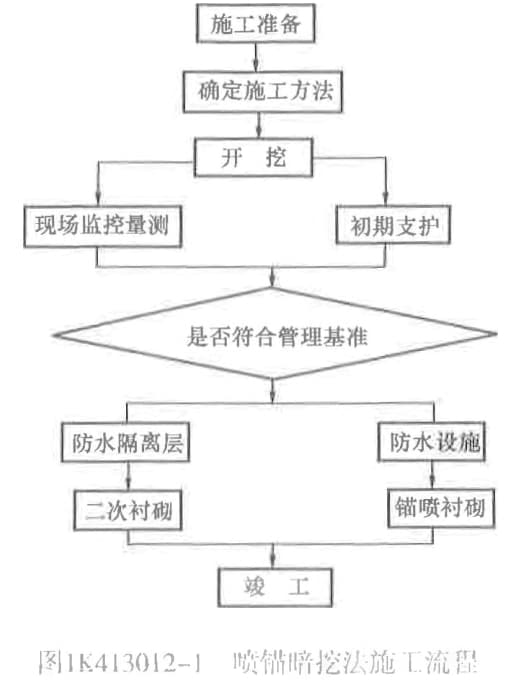 施工准备
确定施工方法
开 挖
现场监控量测
初期支护
是否符合管理基准
防水隔离层
防水设施
二次衬砌
锚喷衬砌
竣 工
图1K413012-1 喷锚暗挖法施工流程